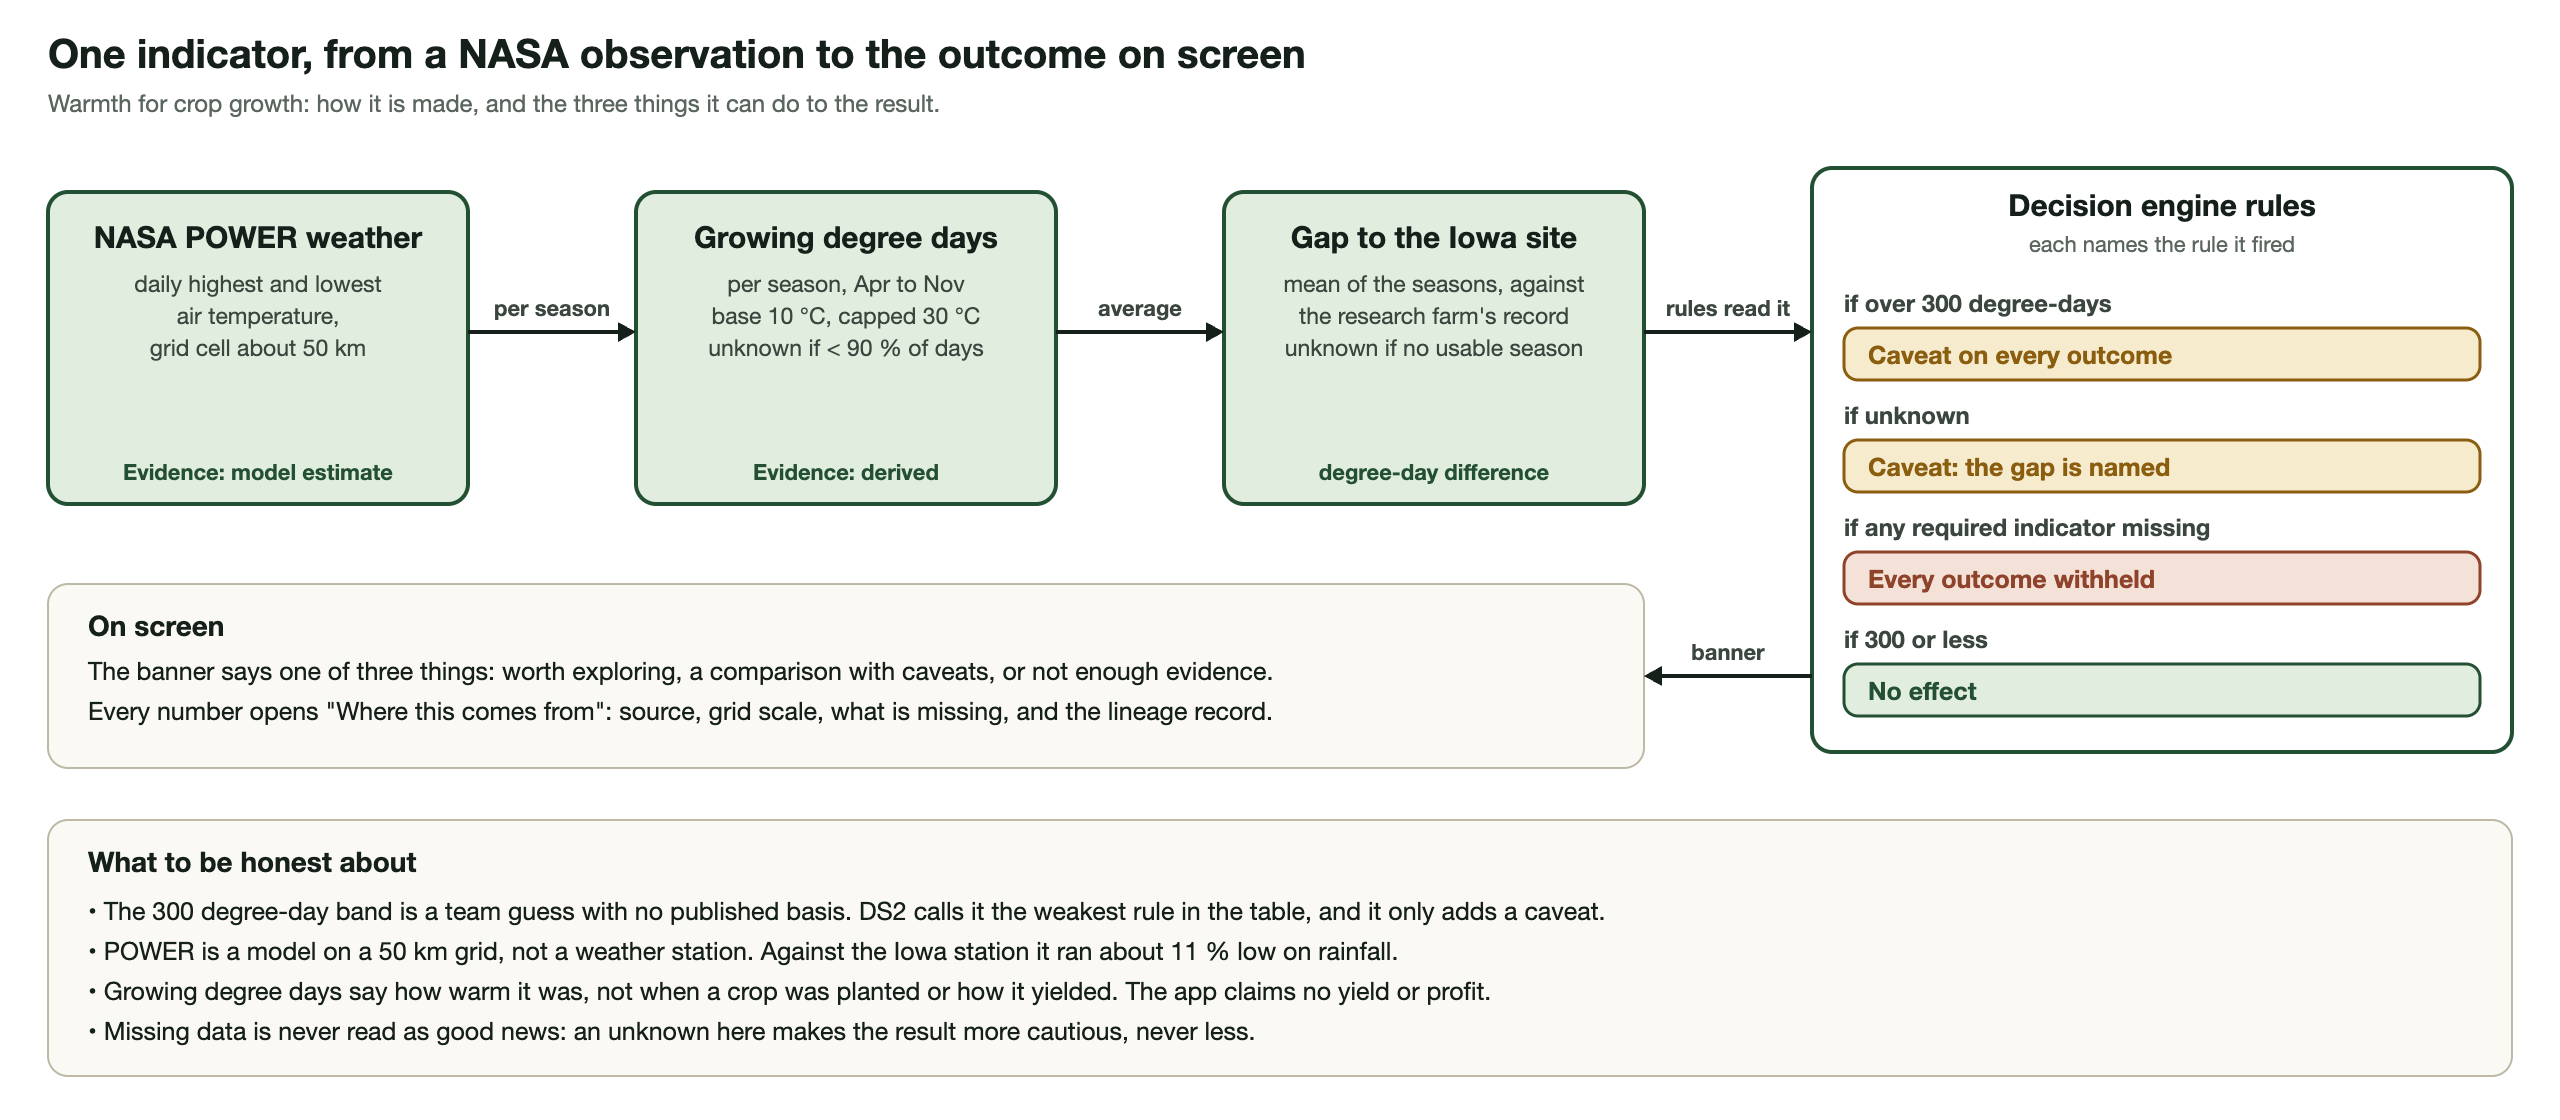 One indicator, from a NASA observation to the outcome on screen
Warmth for crop growth: how it is made, and the three things it can do to the result.
NASA POWER weather
daily highest and lowest
air temperature,
grid cell about 50 km
Evidence: model estimate
per season
Growing degree days
per season, Apr to Nov
base 10 °C, capped 30 °C
unknown if < 90 % of days
Evidence: derived
average
Gap to the Iowa site
mean of the seasons, against
the research farm's record
unknown if no usable season
degree-day difference
rules read it
Decision engine rules
each names the rule it fired
if over 300 degree-days
Caveat on every outcome
if unknown
Caveat: the gap is named
if any required indicator missing
Every outcome withheld
if 300 or less
No effect
banner
On screen
The banner says one of three things: worth exploring, a comparison with caveats, or not enough evidence.
Every number opens "Where this comes from": source, grid scale, what is missing, and the lineage record.
What to be honest about
• The 300 degree-day band is a team guess with no published basis. DS2 calls it the weakest rule in the table, and it only adds a caveat.
• POWER is a model on a 50 km grid, not a weather station. Against the Iowa station it ran about 11 % low on rainfall.
• Growing degree days say how warm it was, not when a crop was planted or how it yielded. The app claims no yield or profit.
• Missing data is never read as good news: an unknown here makes the result more cautious, never less.